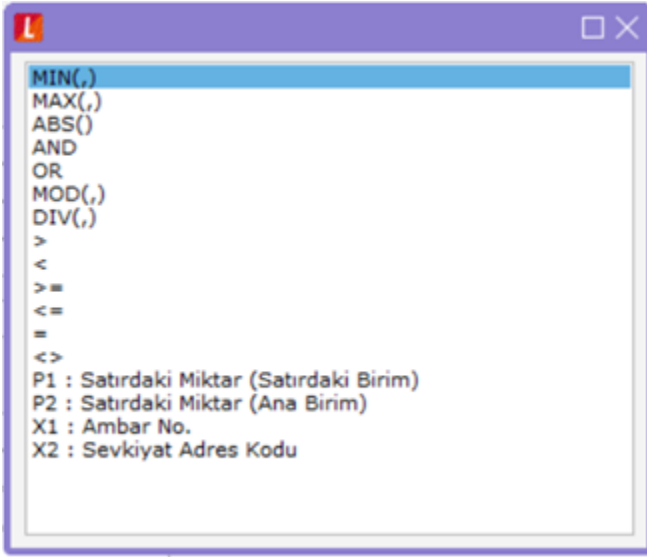 L
MIN(,)
MAX(,)
ABS()
AND
OR
MOD(,)
DIV(,)
>
<
>=
<=
=
<>
P1 : Satırdaki Miktar (Satırdaki Birim)
P2 : Satırdaki Miktar (Ana Birim)
X1 : Ambar No.
X2 : Sevkiyat Adres Kodu